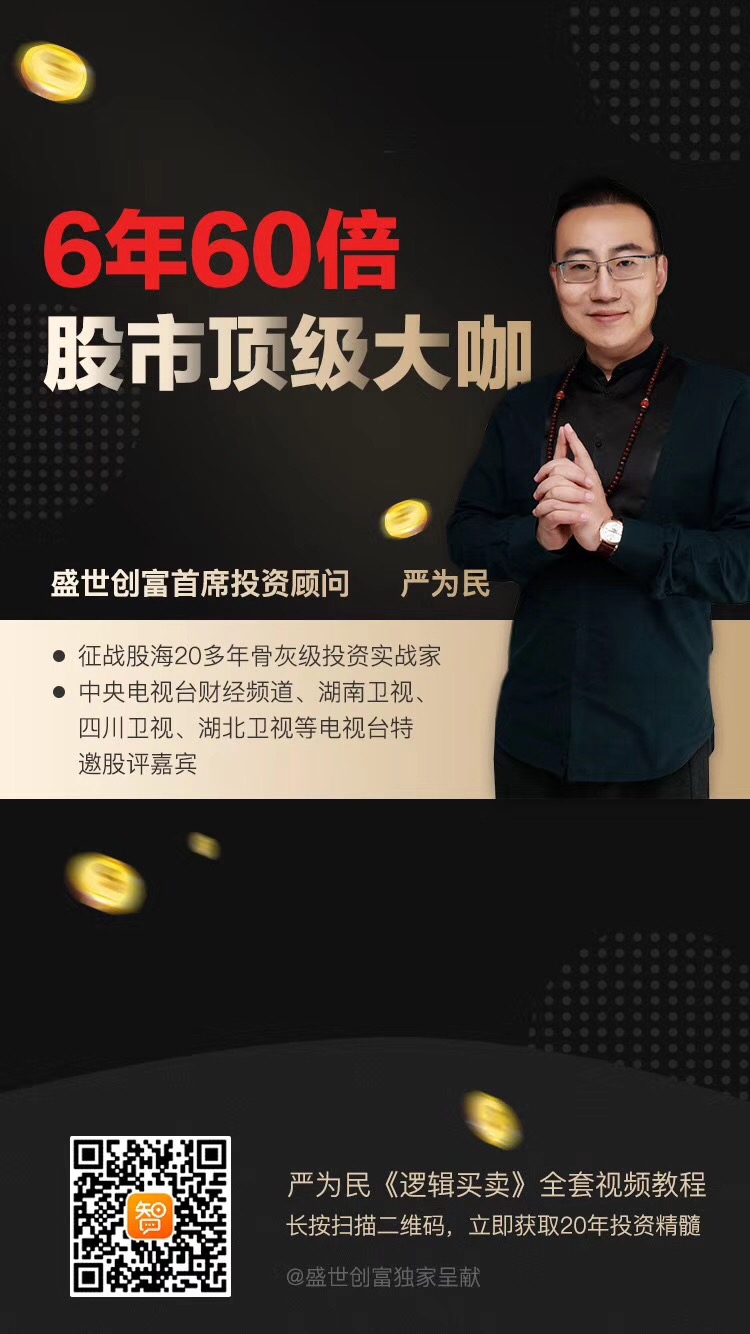 6年60倍
股市顶级大咖
盛世创富首席投资顾问 严为民
征战股海20多年骨灰级投资实战家
中央电视台财经频道、湖南卫视、
四川卫视、湖北卫视等电视台特
邀股评嘉宾
智
严为民《逻辑买卖》全套视频教程
长按扫描二维码，立即获取20年投资精髓
@盛世创富独家呈献